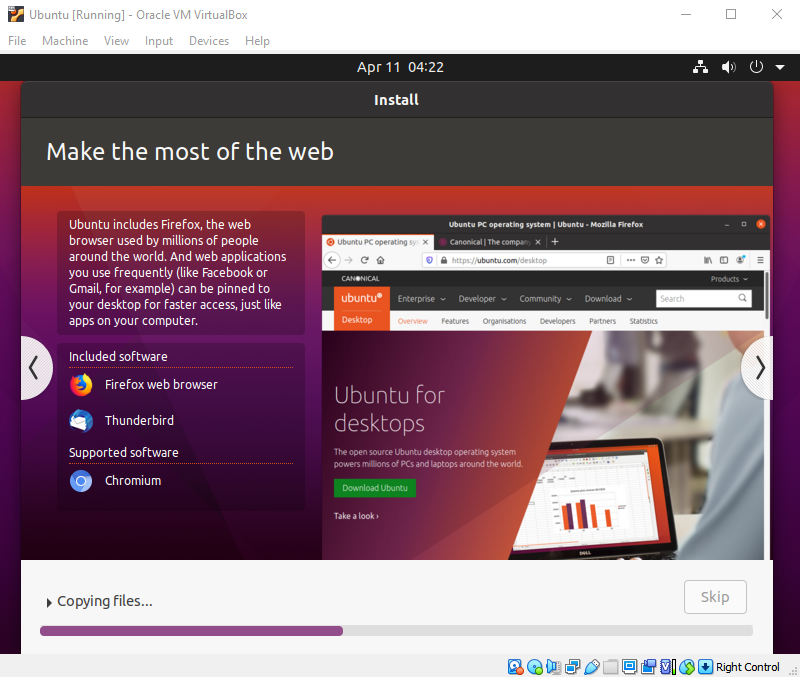 Ubuntu [Running] - Oracle VM VirtualBox
File Machine View Input Devices Help
Apr 11 04:22
Install
Make the most of the web
Ubuntu includes Firefox, the web
browser used by millions of people
around the world. And web applications
you use frequently (like Facebook or
Gmail, for example) can be pinned to
your desktop for faster access, just like
apps on your computer.
Included software
Firefox web browser
Thunderbird
Supported software
Chromium
Ubuntu PC operating system | Ubuntu - Mozilla Firefox
Ubuntu PC operating sys
Canonical | The company
https://ubuntu.com/desktop
CANONICAL
Products
ubuntu
Enterprise Developer Community Download
Search
Desktop
Overview Features Organisations Developers Partners Statistics
Ubuntu for
desktops
The open source Ubuntu desktop operating system
powers millions of PCs and laptops around the world.
Download Ubuntu
Take a look ›
DELL
Copying files...
Skip
Right Control